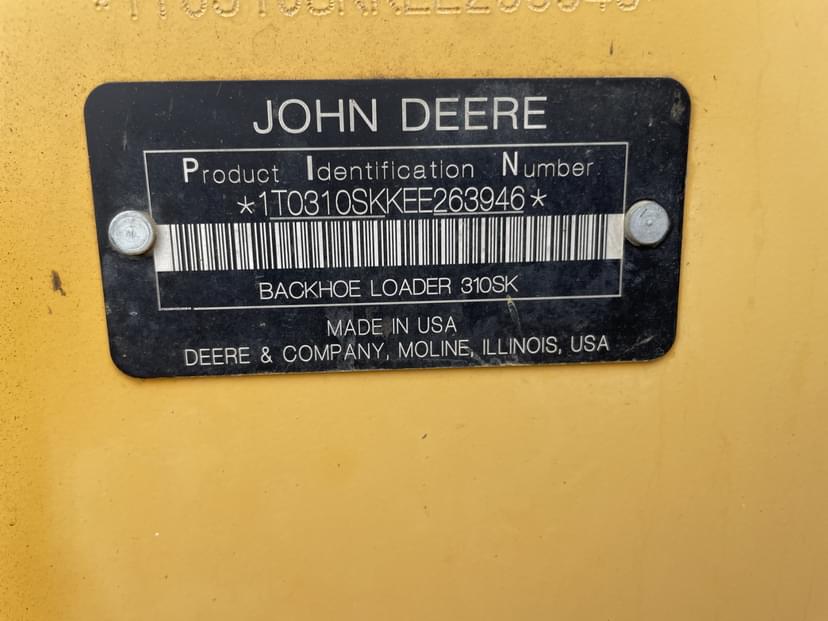 JOHN DEERE
Product Identification Number
*1T0310SKKEE263946*
BACKHOE LOADER 310SK
MADE IN USA
DEERE & COMPANY, MOLINE, ILLINOIS, USA